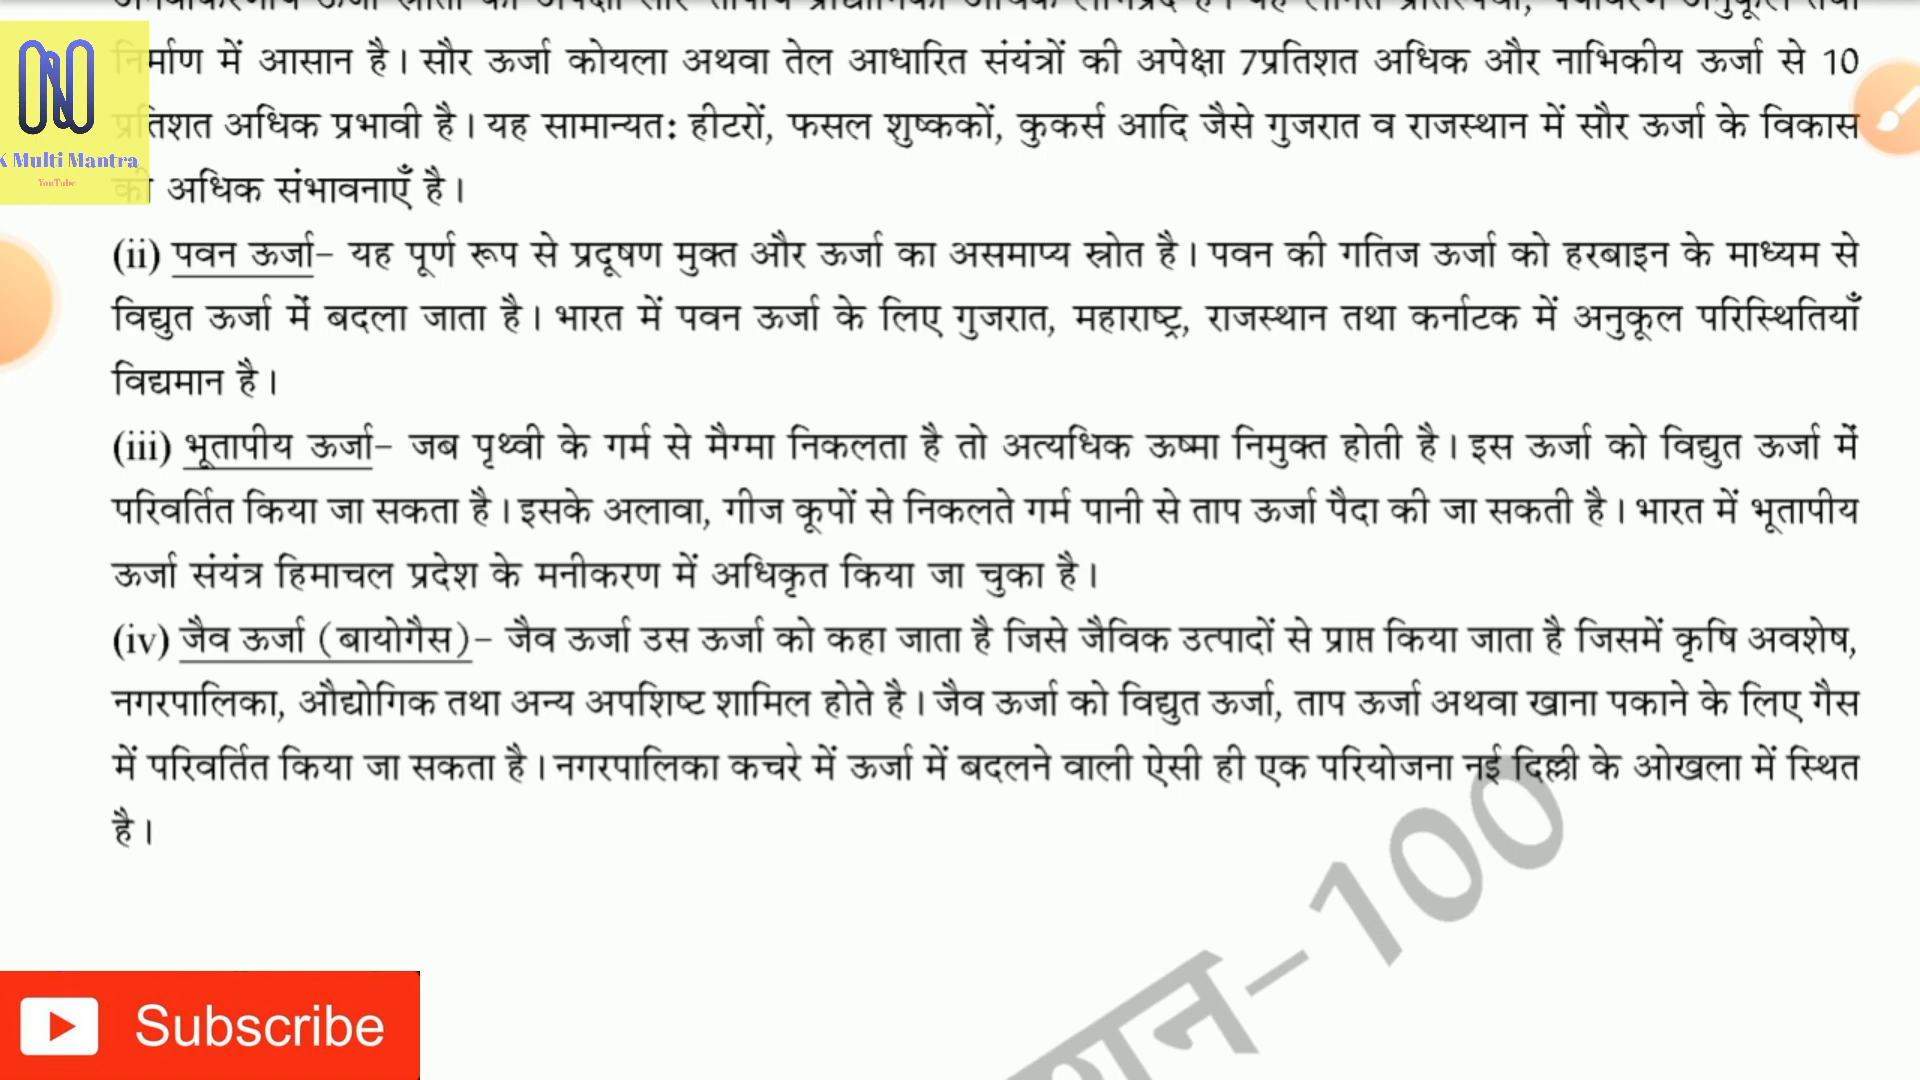 निर्माण में आसान है। सौर ऊर्जा कोयला अथवा तेल आधारित संयंत्रों की अपेक्षा 7प्रतिशत अधिक और नाभिकीय ऊर्जा से 10
प्रतिशत अधिक प्रभावी है। यह सामान्यत: हीटरों, फसल शुष्ककों, कुकर्स आदि जैसे गुजरात व राजस्थान में सौर ऊर्जा के विकास
की अधिक संभावनाएँ है।
K Multi Mantra
YouTube
(ii) पवन ऊर्जा– यह पूर्ण रूप से प्रदूषण मुक्त और ऊर्जा का असमाप्य स्रोत है। पवन की गतिज ऊर्जा को हरबाइन के माध्यम से
विद्युत ऊर्जा में बदला जाता है। भारत में पवन ऊर्जा के लिए गुजरात, महाराष्ट्र, राजस्थान तथा कर्नाटक में अनुकूल परिस्थितियाँ
विद्यमान है।
(iii) भूतापीय ऊर्जा– जब पृथ्वी के गर्म से मैग्मा निकलता है तो अत्यधिक ऊष्मा निमुक्त होती है। इस ऊर्जा को विद्युत ऊर्जा में
परिवर्तित किया जा सकता है। इसके अलावा, गीज कूपों से निकलते गर्म पानी से ताप ऊर्जा पैदा की जा सकती है। भारत में भूतापीय
ऊर्जा संयंत्र हिमाचल प्रदेश के मनीकरण में अधिकृत किया जा चुका है।
(iv) जैव ऊर्जा (बायोगैस)– जैव ऊर्जा उस ऊर्जा को कहा जाता है जिसे जैविक उत्पादों से प्राप्त किया जाता है जिसमें कृषि अवशेष,
नगरपालिका, औद्योगिक तथा अन्य अपशिष्ट शामिल होते है। जैव ऊर्जा को विद्युत ऊर्जा, ताप ऊर्जा अथवा खाना पकाने के लिए गैस
में परिवर्तित किया जा सकता है। नगरपालिका कचरे में ऊर्जा में बदलने वाली ऐसी ही एक परियोजना नई दिल्ली के ओखला में स्थित
है।
शन–100
Subscribe